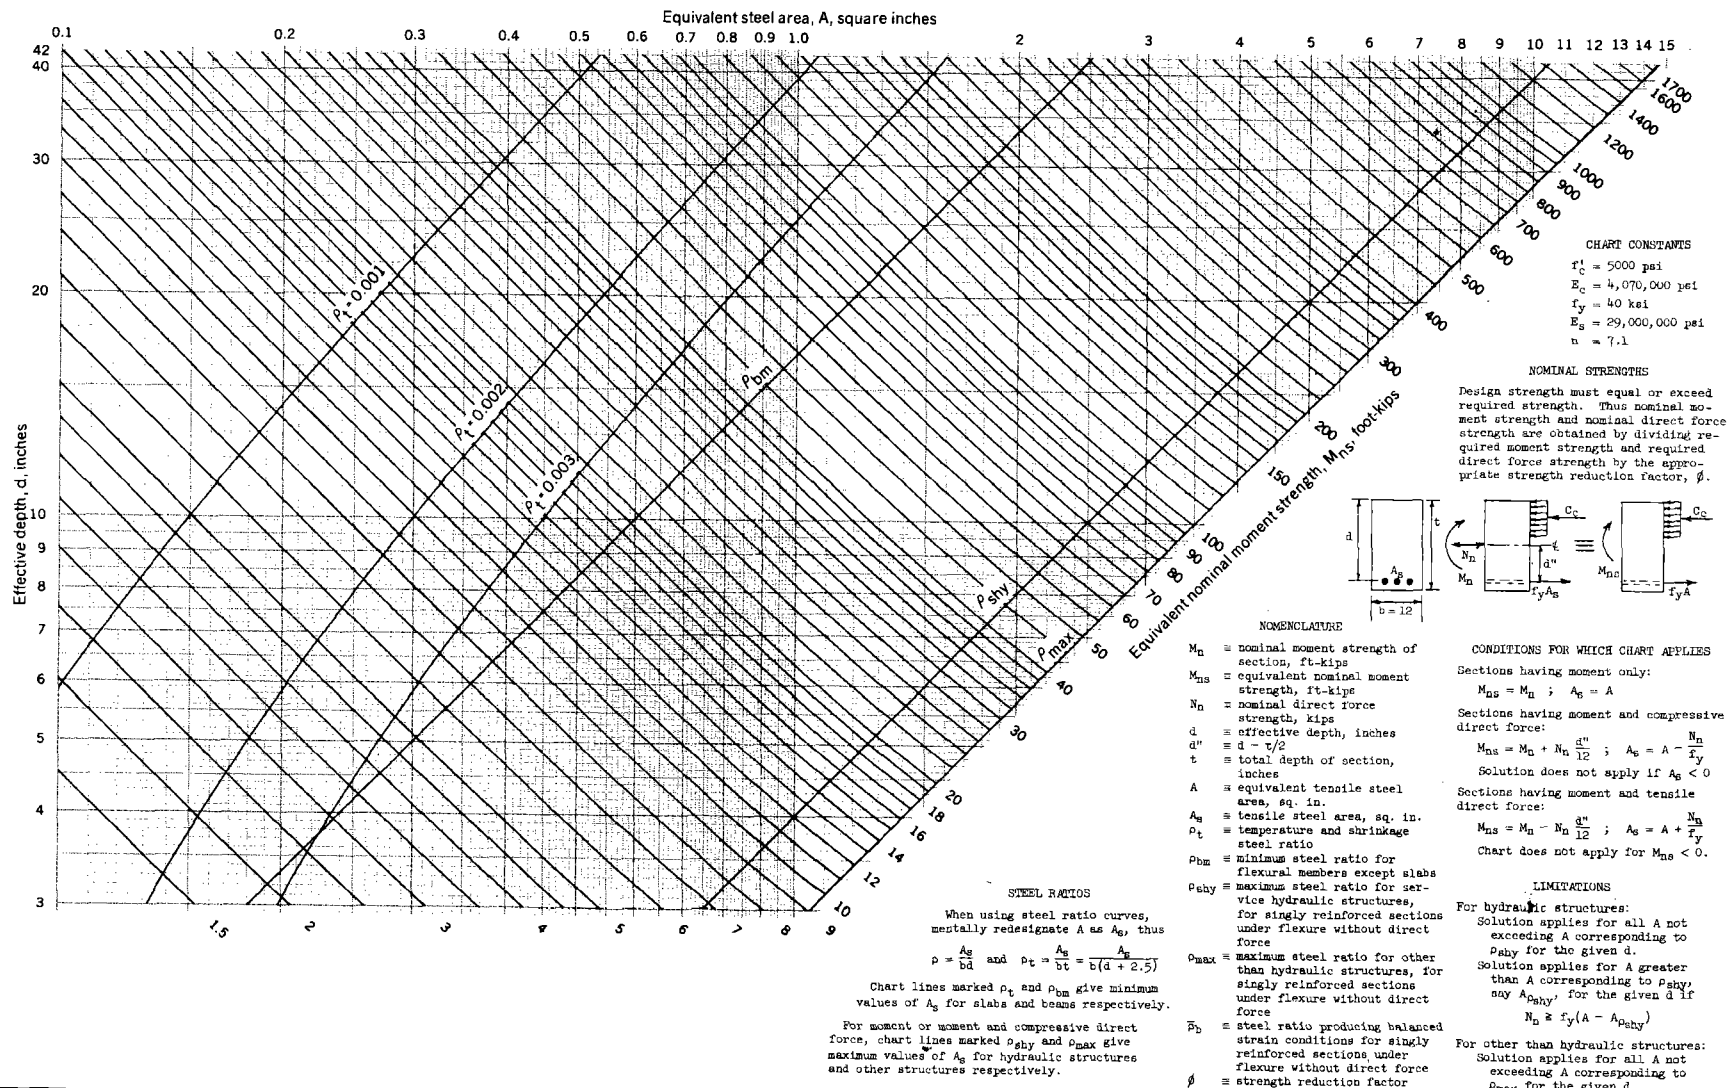 Equivalent steel area, A, square inches
0.1 0.2 0.3 0.4 0.5 0.6 0.7 0.8 0.9 1.0 2 3 4 5 6 7 8 9 10 11 12 13 14 15
42
40
30
20
10
9
8
7
6
5
4
3
Effective depth, d, inches
ρt = 0.001
ρt = 0.002
ρt = 0.003
ρbm
ρshy
ρmax
1.5 2 3 4 5 6 7 8 9 10
12
14
16
18
20
30
40
50
60
70
80
90
100
150
200
300
400
500
600
700
800
900
1000
1200
1400
1600
1700
Equivalent nominal moment strength, Mns, foot-kips
CHART CONSTANTS
f'c = 5000 psi
Ec = 4,070,000 psi
fy = 40 ksi
Es = 29,000,000 psi
n = 7.1
NOMINAL STRENGTHS
Design strength must equal or exceed
required strength. Thus nominal mo-
ment strength and nominal direct force
strength are obtained by dividing re-
quired moment strength and required
direct force strength by the appro-
priate strength reduction factor, ϕ.
d t As b = 12
Nn Mn Cc ¢ d" fyAs
≡
Mns Cc fyA
NOMENCLATURE
Mn ≡ nominal moment strength of
section, ft-kips
Mns ≡ equivalent nominal moment
strength, ft-kips
Nn ≡ nominal direct force
strength, kips
d ≡ effective depth, inches
d" ≡ d - t/2
t ≡ total depth of section,
inches
A ≡ equivalent tensile steel
area, sq. in.
As ≡ tensile steel area, sq. in.
ρt ≡ temperature and shrinkage
steel ratio
ρbm ≡ minimum steel ratio for
flexural members except slabs
ρshy ≡ maximum steel ratio for ser-
vice hydraulic structures,
for singly reinforced sections
under flexure without direct
force
ρmax ≡ maximum steel ratio for other
than hydraulic structures, for
singly reinforced sections
under flexure without direct
force
ρ̄b ≡ steel ratio producing balanced
strain conditions for singly
reinforced sections under
flexure without direct force
ϕ ≡ strength reduction factor
CONDITIONS FOR WHICH CHART APPLIES
Sections having moment only:
Mns = Mn ; As = A
Sections having moment and compressive
direct force:
Mns = Mn + Nn d"/12 ; As = A - Nn/fy
Solution does not apply if As < 0
Sections having moment and tensile
direct force:
Mns = Mn - Nn d"/12 ; As = A + Nn/fy
Chart does not apply for Mns < 0.
LIMITATIONS
For hydraulic structures:
Solution applies for all A not
exceeding A corresponding to
ρshy for the given d.
Solution applies for A greater
than A corresponding to ρshy,
say Aρshy, for the given d if
Nn ≥ fy(A - Aρshy)
For other than hydraulic structures:
Solution applies for all A not
exceeding A corresponding to
ρmax for the given d
STEEL RATIOS
When using steel ratio curves,
mentally redesignate A as As, thus
ρ = As/bd and ρt = As/bt = As/b(d + 2.5)
Chart lines marked ρt and ρbm give minimum
values of As for slabs and beams respectively.
For moment or moment and compressive direct
force, chart lines marked ρshy and ρmax give
maximum values of As for hydraulic structures
and other structures respectively.